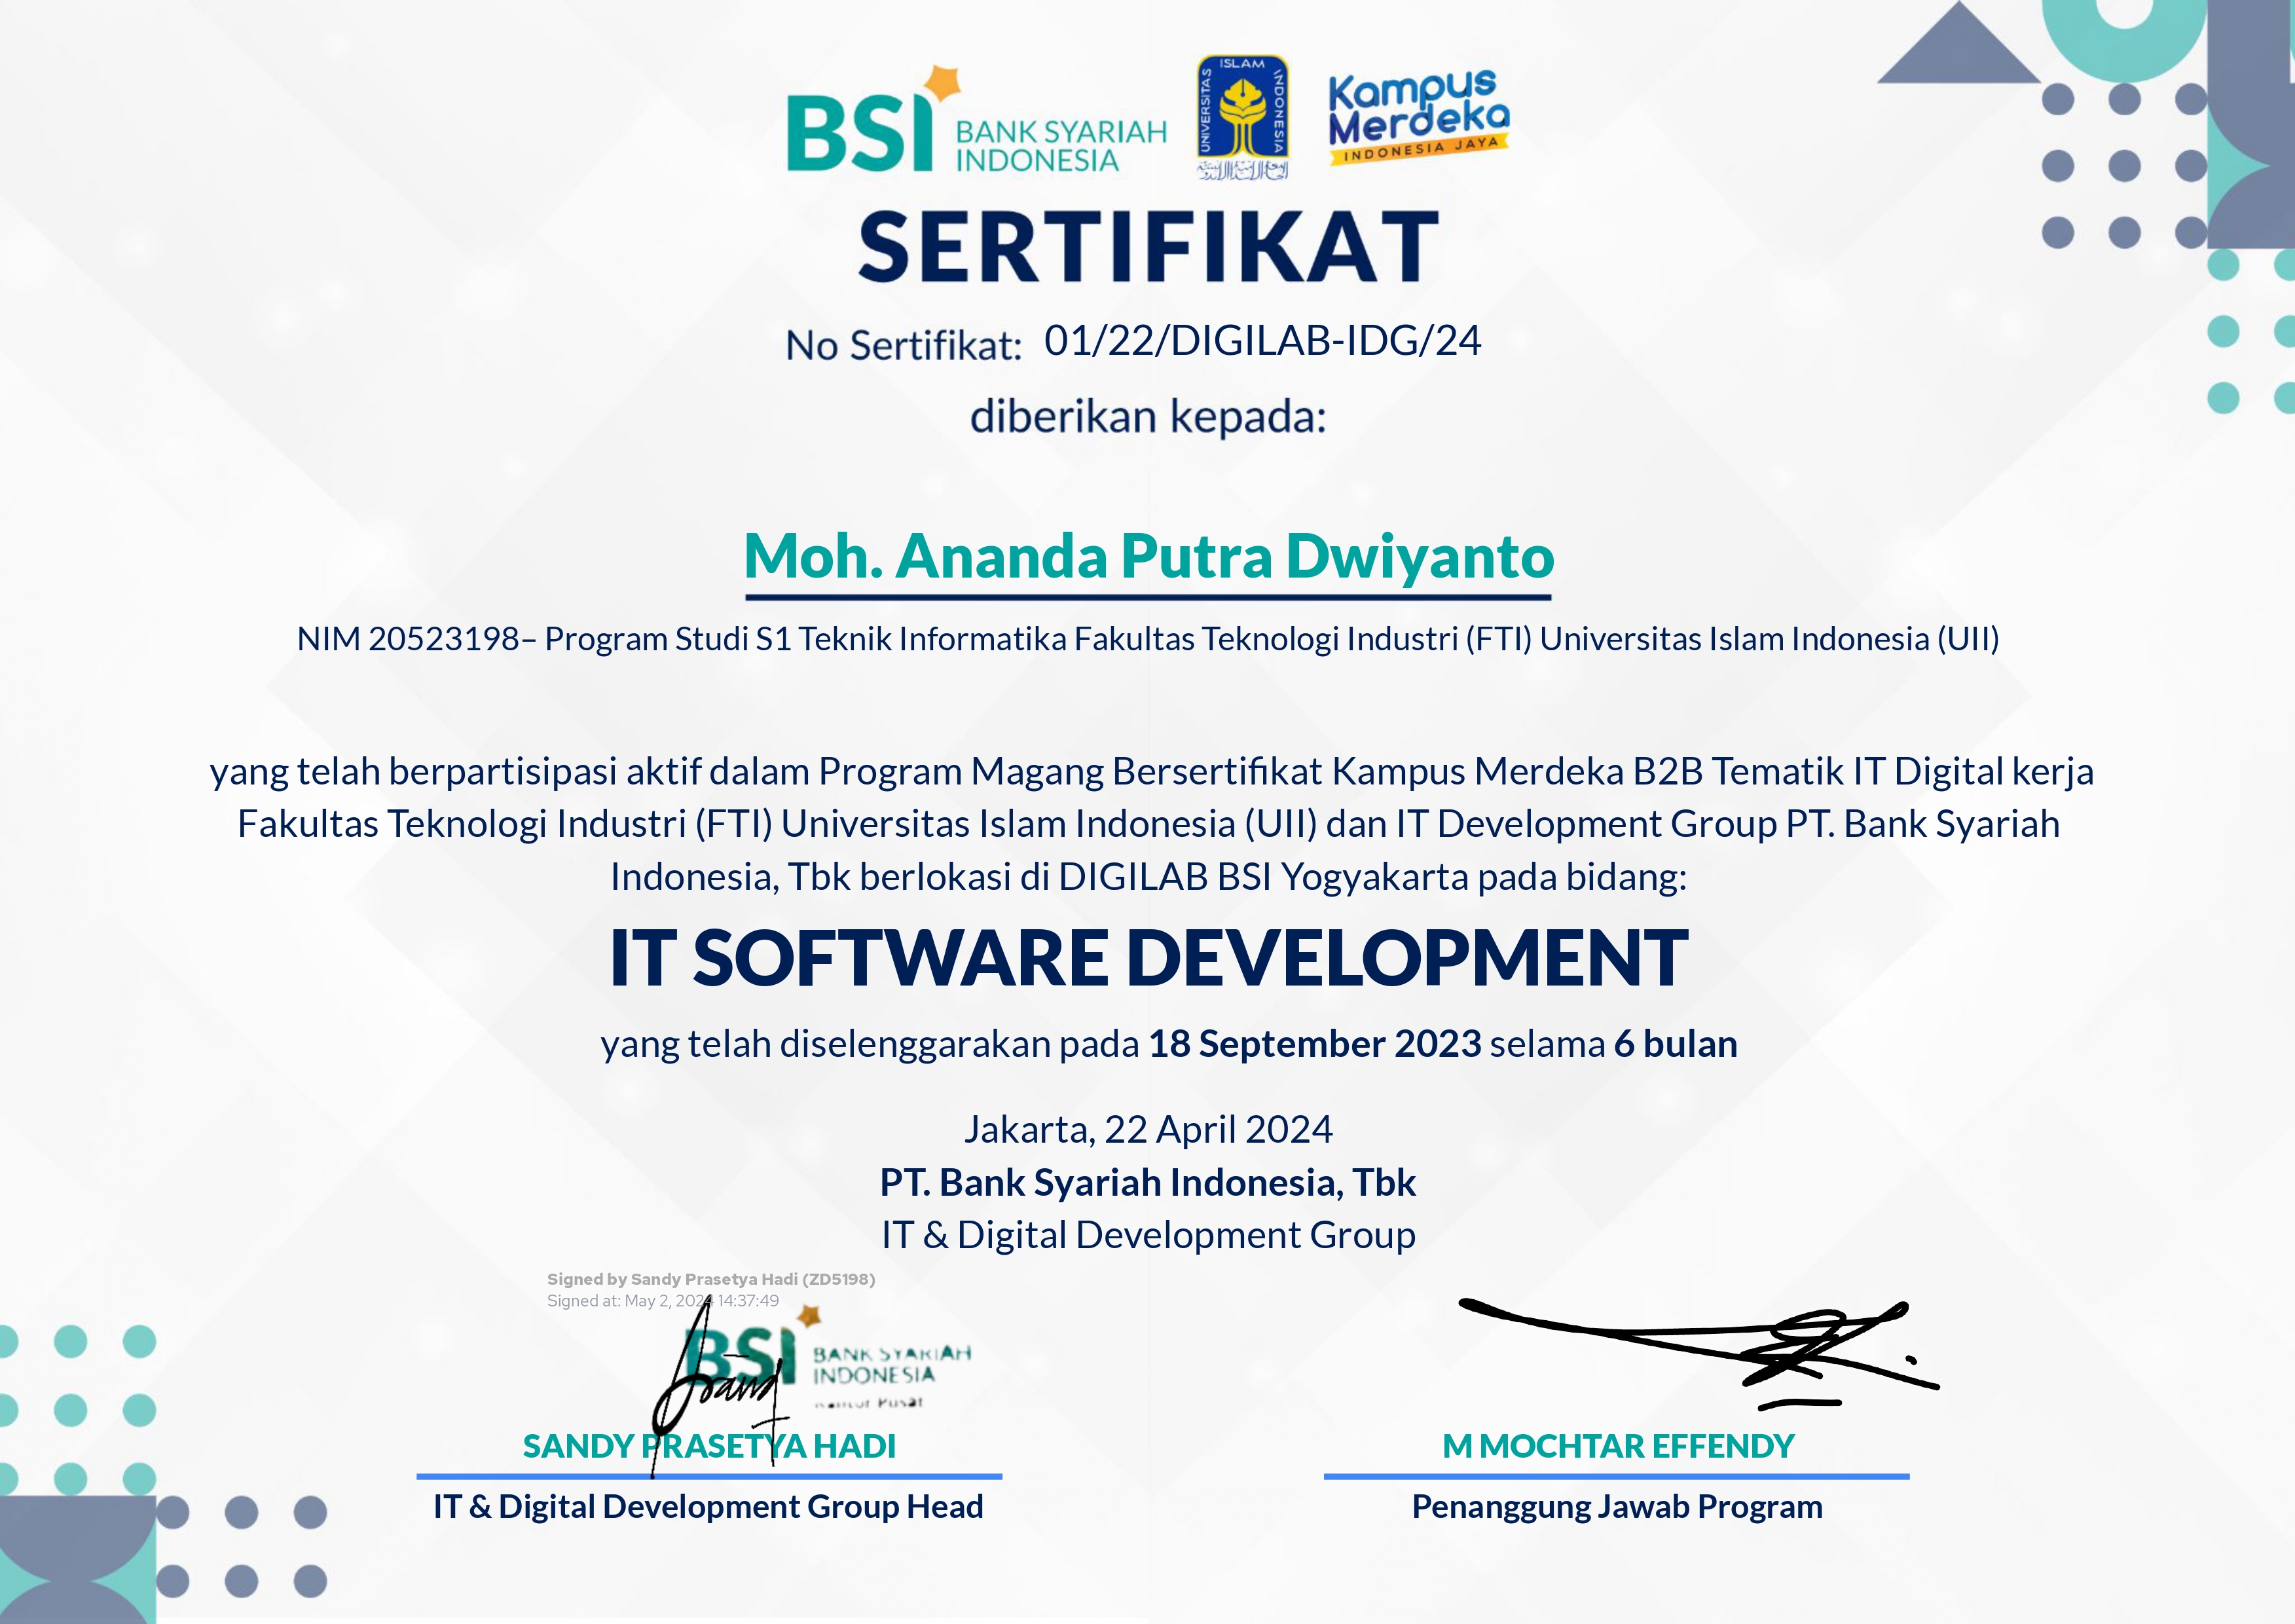 BSI BANK SYARIAH
INDONESIA
UNIVERSITAS ISLAM INDONESIA
Kampus
Merdeka
INDONESIA JAYA
SERTIFIKAT
No Sertifikat: 01/22/DIGILAB-IDG/24
diberikan kepada:
Moh. Ananda Putra Dwiyanto
NIM 20523198– Program Studi S1 Teknik Informatika Fakultas Teknologi Industri (FTI) Universitas Islam Indonesia (UII)
yang telah berpartisipasi aktif dalam Program Magang Bersertifikat Kampus Merdeka B2B Tematik IT Digital kerja
Fakultas Teknologi Industri (FTI) Universitas Islam Indonesia (UII) dan IT Development Group PT. Bank Syariah
Indonesia, Tbk berlokasi di DIGILAB BSI Yogyakarta pada bidang:
IT SOFTWARE DEVELOPMENT
yang telah diselenggarakan pada 18 September 2023 selama 6 bulan
Jakarta, 22 April 2024
PT. Bank Syariah Indonesia, Tbk
IT & Digital Development Group
Signed by Sandy Prasetya Hadi (ZD5198)
Signed at: May 2, 2024 14:37:49
BSI BANK SYARIAH
INDONESIA
Kantor Pusat
SANDY PRASETYA HADI
IT & Digital Development Group Head
M MOCHTAR EFFENDY
Penanggung Jawab Program